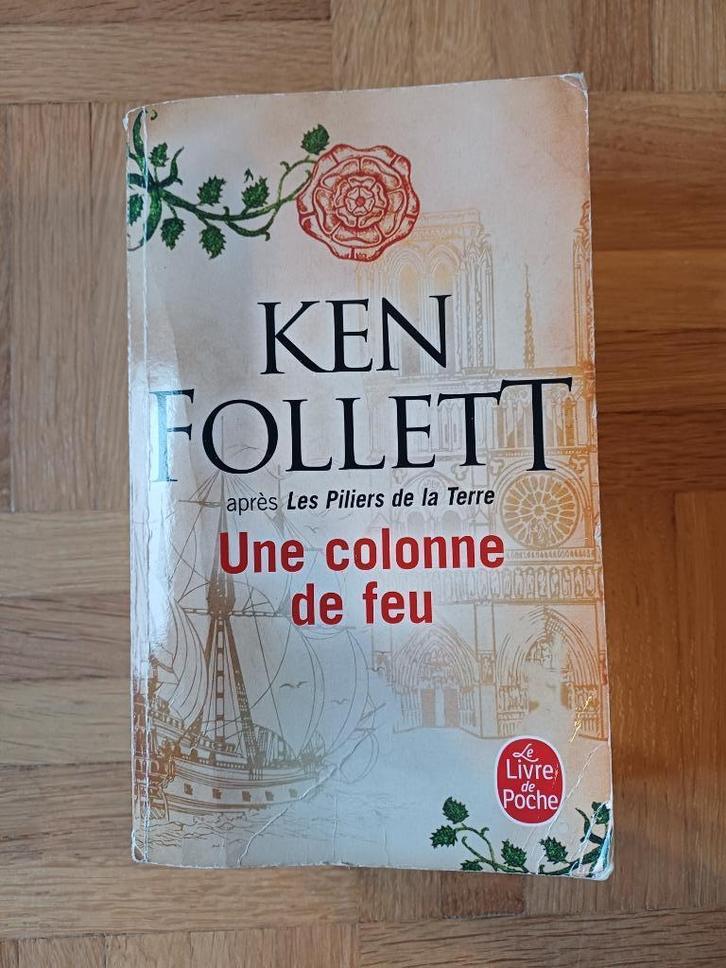 KEN
FOLLETT
après Les Piliers de la Terre
Une colonne
de feu
Le
Livre
de
Poche